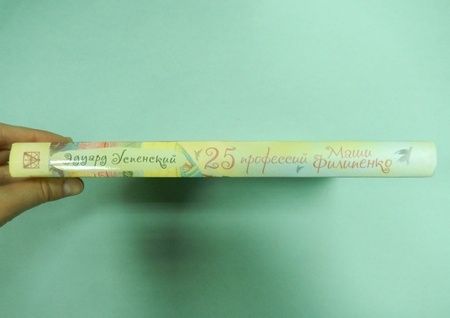 Эдуард Успенский
25 профессий Маши
Филипенко